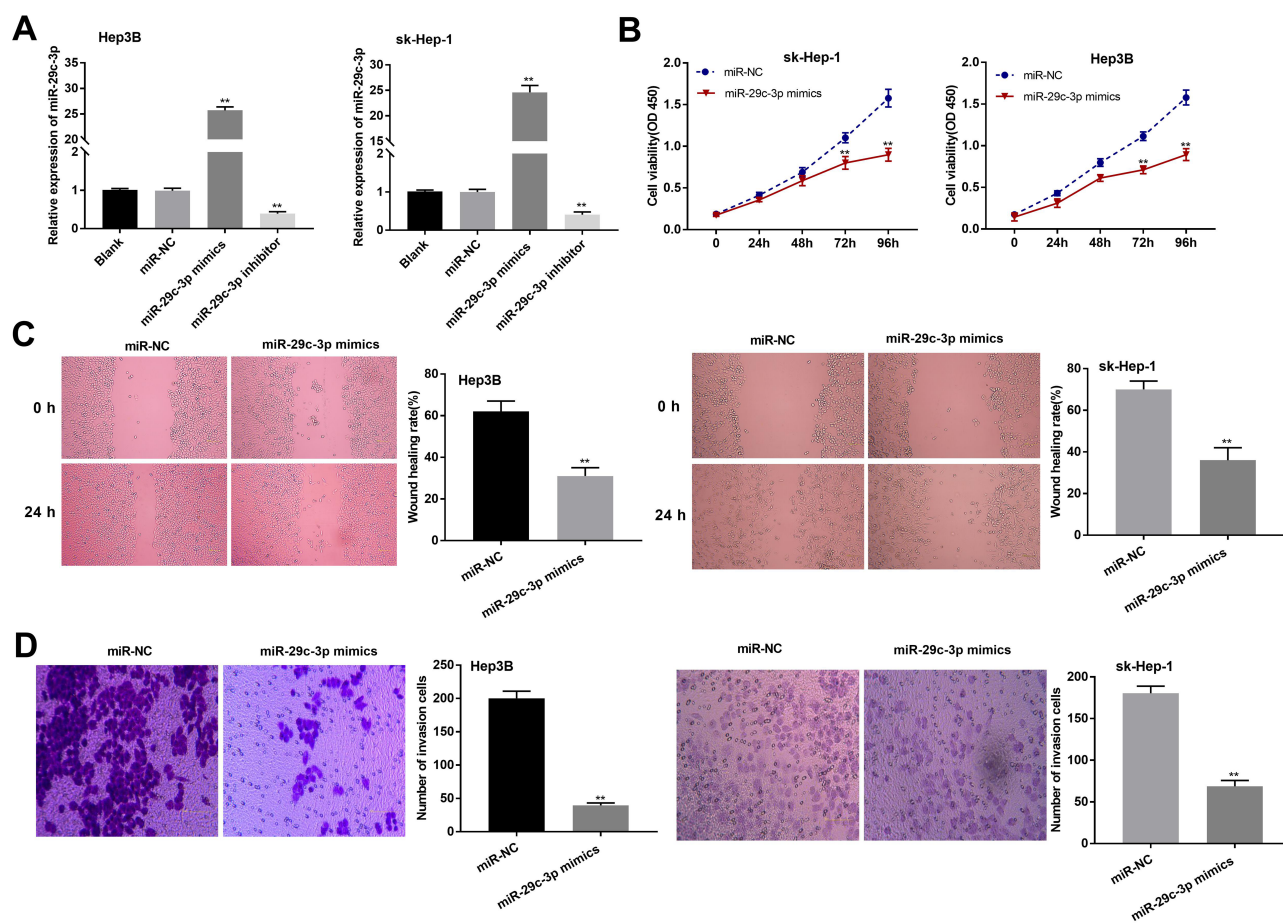 A
Hep3B
Relative expression of miR-29c-3p
30
25
20
15
2
1
0
Blank
miR-NC
miR-29c-3p mimics
miR-29c-3p inhibitor
**
**
sk-Hep-1
Relative expression of miR-29c-3p
30
25
20
15
10
2
1
0
Blank
miR-NC
miR-29c-3p mimics
miR-29c-3p inhibitor
**
**
B
sk-Hep-1
Cell viability(OD 450)
2.0
1.5
1.0
0.5
0.0
miR-NC
miR-29c-3p mimics
**
**
0 24h 48h 72h 96h
Hep3B
Cell viability(OD 450)
2.0
1.5
1.0
0.5
0.0
miR-NC
miR-29c-3p mimics
**
**
0 24h 48h 72h 96h
C
miR-NC
miR-29c-3p mimics
0 h
24 h
Hep3B
Wound healing rate(%)
80
60
40
20
0
**
miR-NC
miR-29c-3p mimics
miR-NC
miR-29c-3p mimics
0 h
24 h
sk-Hep-1
Wound healing rate(%)
80
60
40
20
0
**
miR-NC
miR-29c-3p mimics
D
miR-NC
miR-29c-3p mimics
Hep3B
Number of invasion cells
250
200
150
100
50
0
**
miR-NC
miR-29c-3p mimics
miR-NC
miR-29c-3p mimics
sk-Hep-1
Number of invasion cells
200
150
100
50
0
**
miR-NC
miR-29c-3p mimics